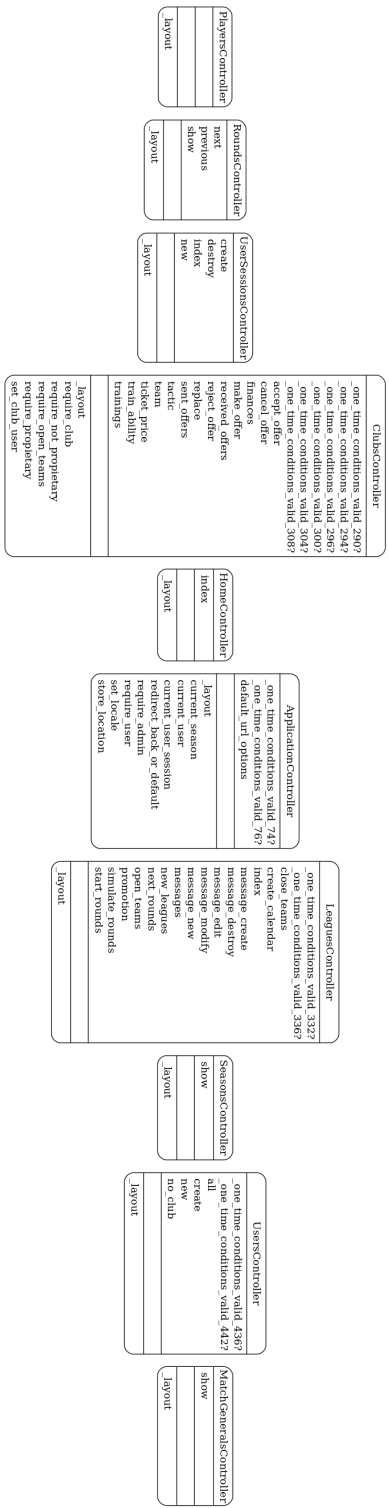 PlayersController
_layout
RoundsController
next
previous
show
_layout
UserSessionsController
create
destroy
index
new
_layout
ClubsController
_one_time_conditions_valid_290?
_one_time_conditions_valid_294?
_one_time_conditions_valid_296?
_one_time_conditions_valid_300?
_one_time_conditions_valid_304?
_one_time_conditions_valid_308?
accept_offer
cancel_offer
finances
make_offer
received_offers
reject_offer
replace
sent_offers
tactic
team
ticket_price
train_ability
trainings
_layout
require_club
require_not_propietary
require_open_teams
require_propietary
set_club_user
HomeController
index
_layout
ApplicationController
_one_time_conditions_valid_74?
_one_time_conditions_valid_76?
default_url_options
_layout
current_season
current_user
current_user_session
redirect_back_or_default
require_admin
require_user
set_locale
store_location
LeaguesController
_one_time_conditions_valid_332?
_one_time_conditions_valid_336?
close_teams
create_calendar
index
message_create
message_destroy
message_edit
message_modify
message_new
messages
new_leagues
next_rounds
open_teams
promotion
simulate_rounds
start_rounds
_layout
SeasonsController
show
_layout
UsersController
_one_time_conditions_valid_436?
_one_time_conditions_valid_442?
all
create
new
no_club
_layout
MatchGeneralsController
show
_layout